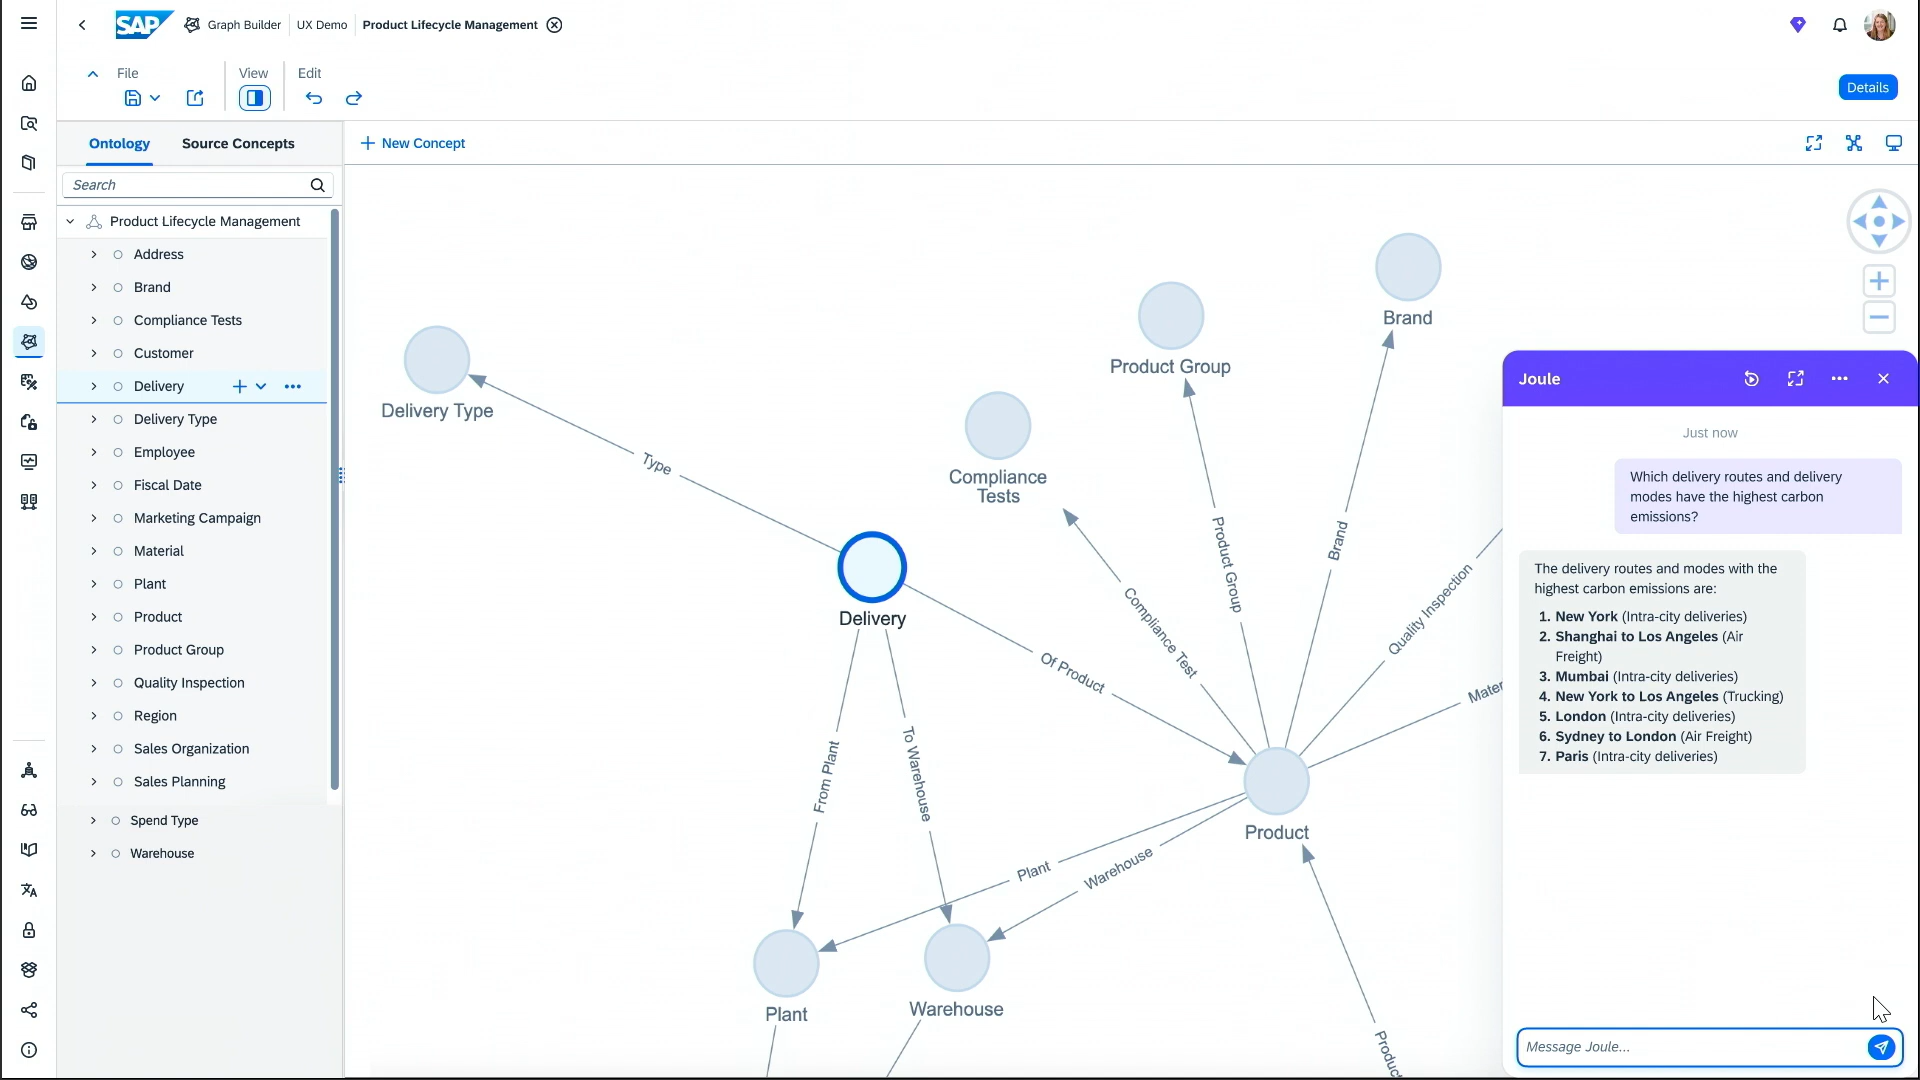 SAP
Graph Builder
UX Demo
Product Lifecycle Management
File
View
Edit
Details
Ontology
Source Concepts
New Concept
Search
Product Lifecycle Management
Address
Brand
Compliance Tests
Customer
Delivery
Delivery Type
Employee
Fiscal Date
Marketing Campaign
Material
Plant
Product
Product Group
Quality Inspection
Region
Sales Organization
Sales Planning
Spend Type
Warehouse
Delivery Type
Type
Compliance
Tests
Product Group
Brand
Delivery
Of Product
Compliance Test
Product Group
Brand
Quality Inspection
Mater
From Plant
To Warehouse
Product
Plant
Warehouse
Plant
Warehouse
Produc
Joule
Just now
Which delivery routes and delivery
modes have the highest carbon
emissions?
The delivery routes and modes with the
highest carbon emissions are:
1. New York (Intra-city deliveries)
2. Shanghai to Los Angeles (Air
Freight)
3. Mumbai (Intra-city deliveries)
4. New York to Los Angeles (Trucking)
5. London (Intra-city deliveries)
6. Sydney to London (Air Freight)
7. Paris (Intra-city deliveries)
Message Joule...